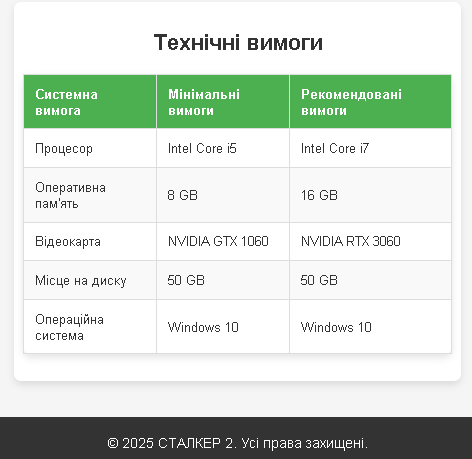 Технічні вимоги
Системна вимога Мінімальні вимоги Рекомендовані вимоги
Процесор Intel Core i5 Intel Core i7
Оперативна пам'ять 8 GB 16 GB
Відеокарта NVIDIA GTX 1060 NVIDIA RTX 3060
Місце на диску 50 GB 50 GB
Операційна система Windows 10 Windows 10
© 2025 СТАЛКЕР 2. Усі права захищені.